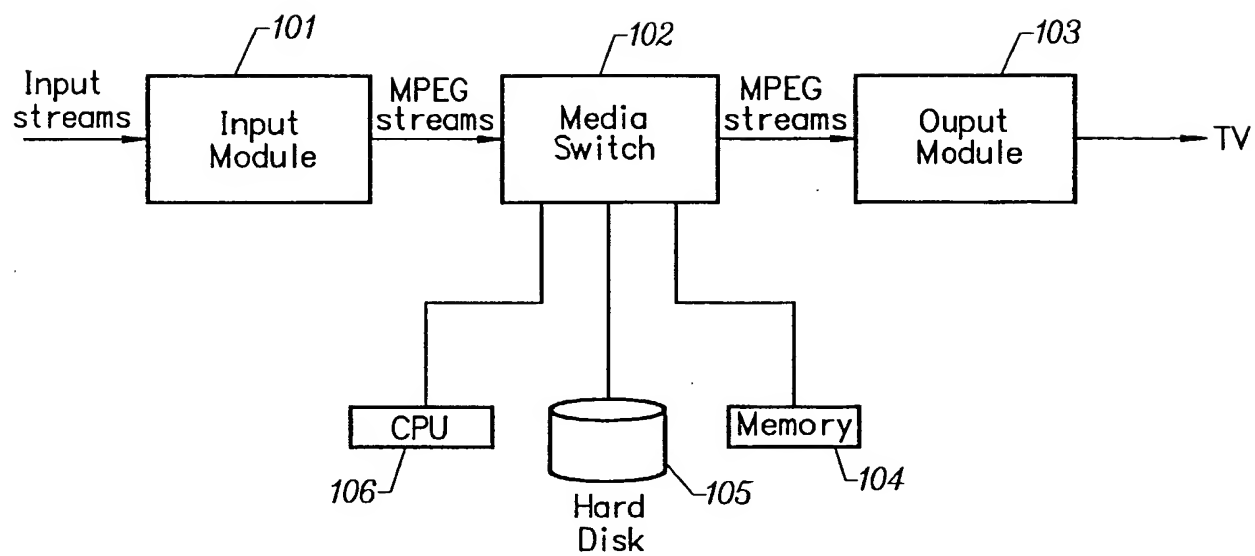 101
102
103
Input
streams
Input
Module
MPEG
streams
Media
Switch
MPEG
streams
Ouput
Module
TV
CPU
106
Hard
Disk
105
Memory
104